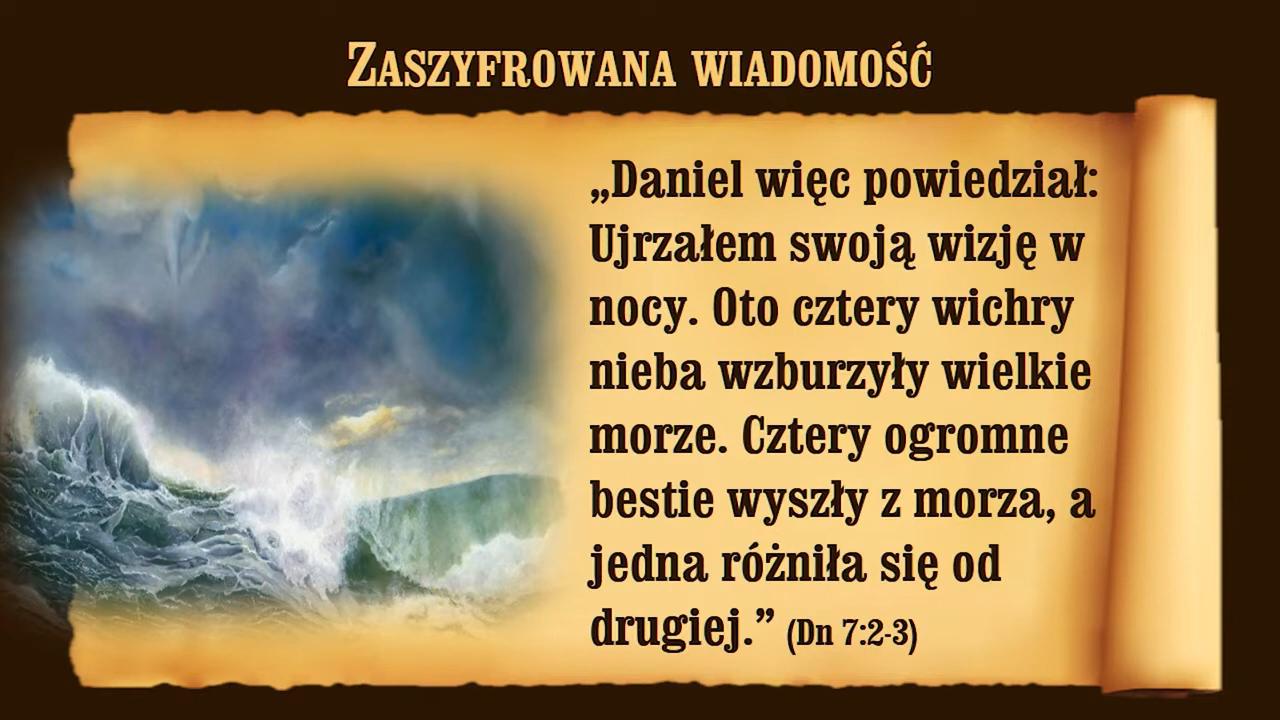 Zaszyfrowana wiadomość
„Daniel więc powiedział:
Ujrzałem swoją wizję w
nocy. Oto cztery wichry
nieba wzburzyły wielkie
morze. Cztery ogromne
bestie wyszły z morza, a
jedna różniła się od
drugiej.” (Dn 7:2-3)